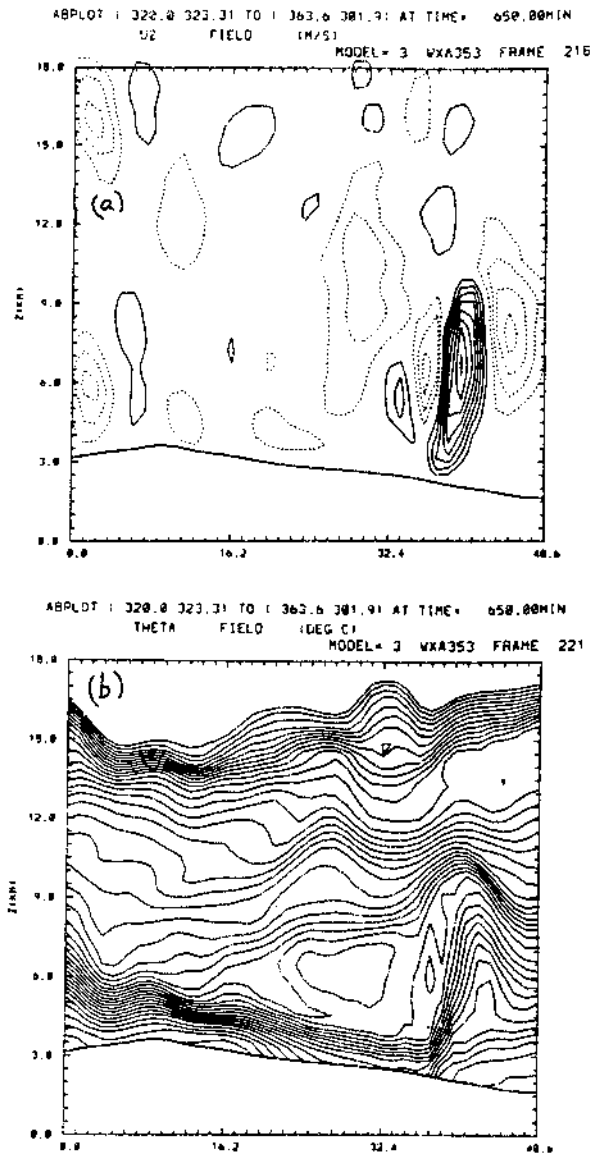 ABPLOT ( 320.0 323.3) TO ( 363.6 301.9) AT TIME= 650.00MIN
U2 FIELD (M/S)
MODEL= 3 WXA353 FRAME 216
18.0
15.0
(a)
12.0
9.0
Z(KM)
6.0
3.0
0.0
0.0 16.2 32.4 48.6
ABPLOT ( 320.0 323.3) TO ( 363.6 301.9) AT TIME= 650.00MIN
THETA FIELD (DEG C)
MODEL= 3 WXA353 FRAME 221
18.0
(b)
15.0
12.0
9.0
Z(KM)
6.0
3.0
0.0
0.0 16.2 32.4 48.6